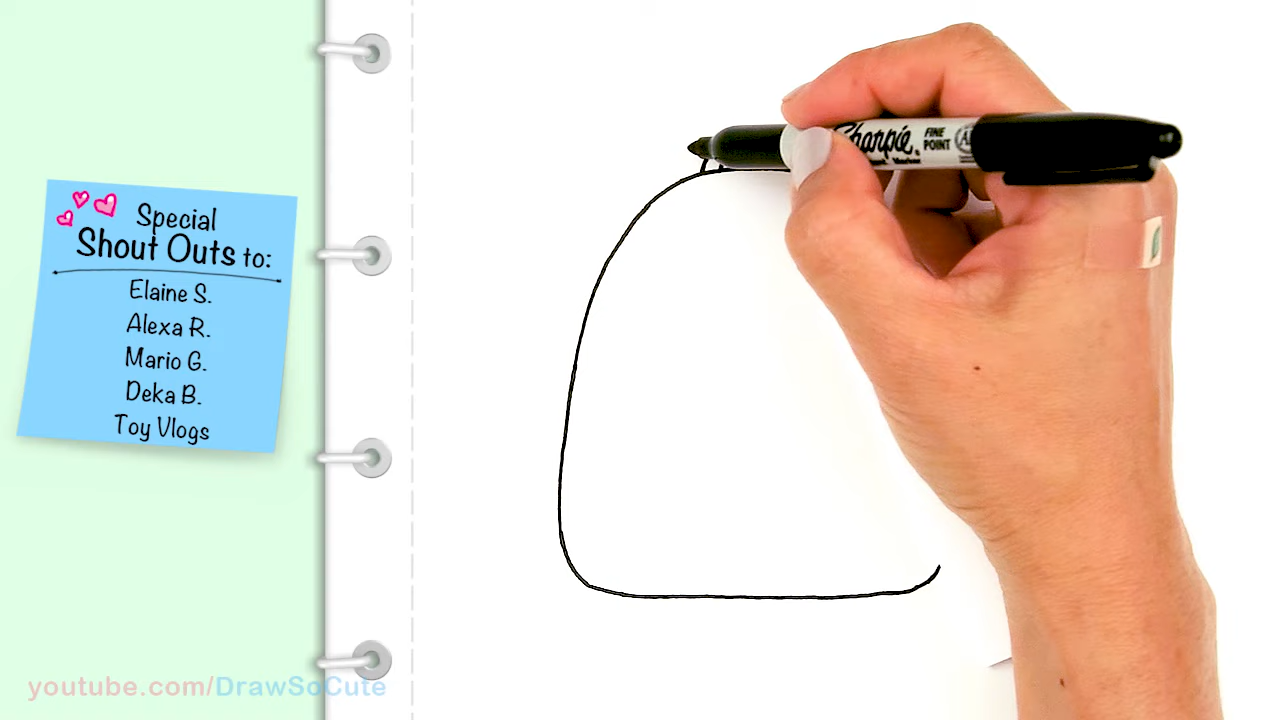 Special
Shout Outs to:
Elaine S.
Alexa R.
Mario G.
Deka B.
Toy Vlogs
Sharpie®
FINE
POINT
youtube.com/DrawSoCute